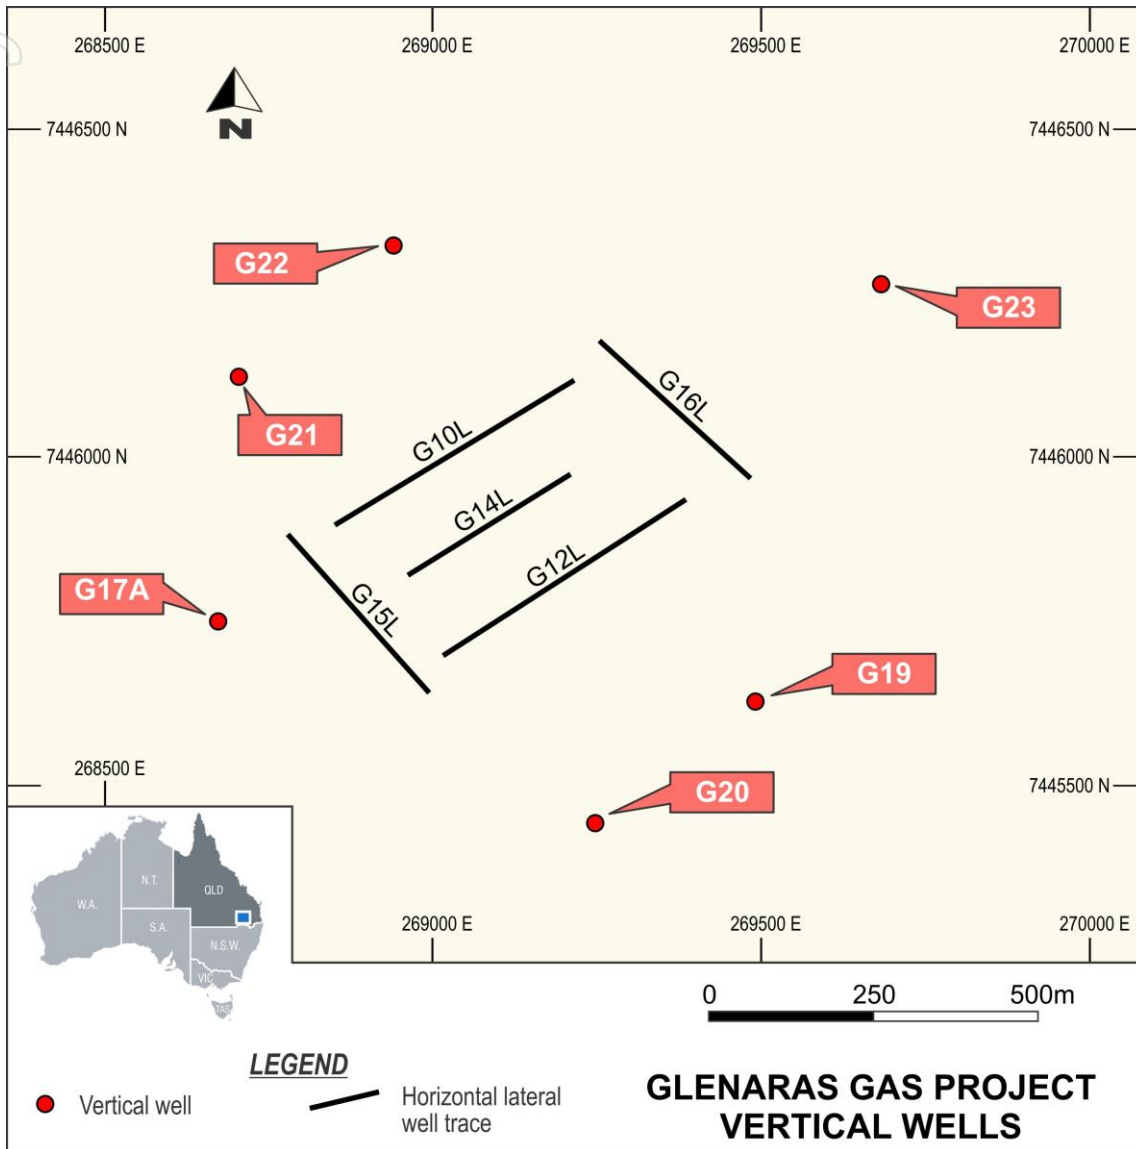 268500 E
269000 E
269500 E
270000 E
N
7446500 N
7446500 N
G22
G23
G21
G10L
G16L
7446000 N
7446000 N
G14L
G12L
G17A
G15L
G19
268500 E
7445500 N
G20
269000 E
269500 E
270000 E
W.A.
N.T.
QLD
S.A.
N.S.W.
VIC
TAS
0 250 500m
LEGEND
Vertical well
Horizontal lateral
well trace
GLENARAS GAS PROJECT
VERTICAL WELLS